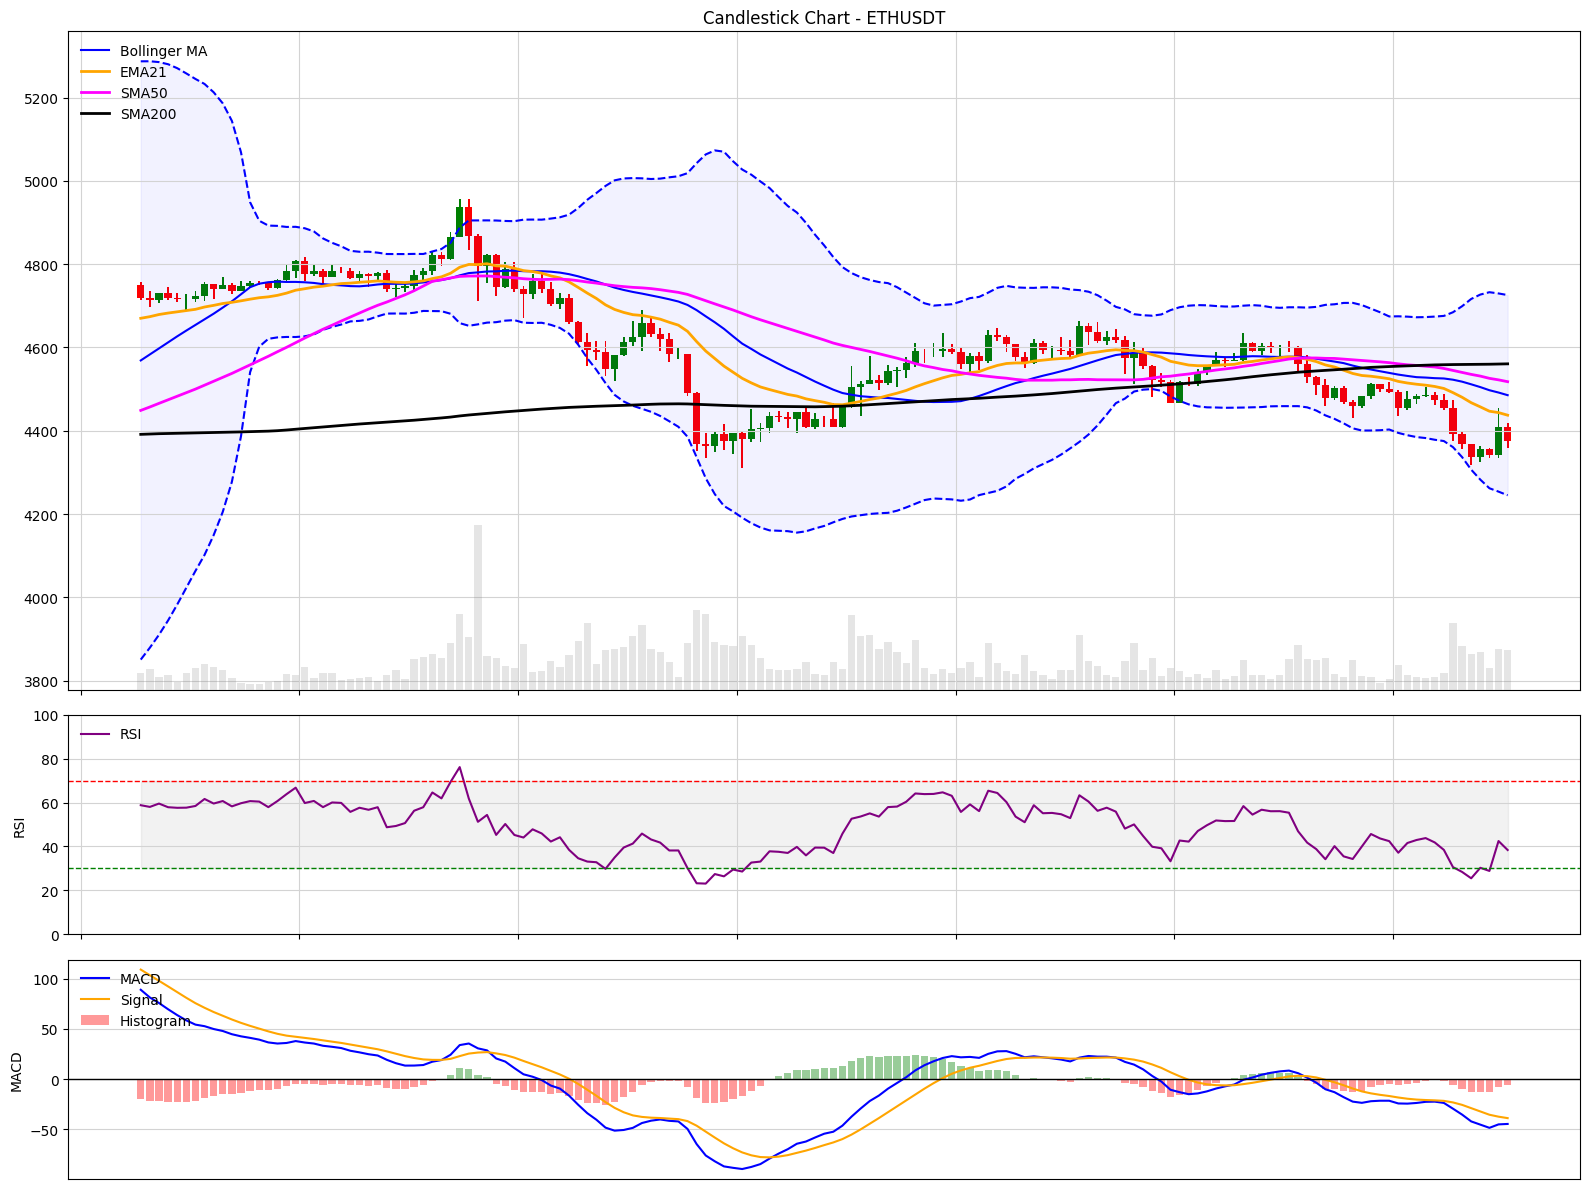 Candlestick Chart - ETHUSDT
Bollinger MA
EMA21
SMA50
SMA200
5200
5000
4800
4600
4400
4200
4000
3800
RSI
RSI
100
80
60
40
20
0
MACD
Signal
Histogram
MACD
100
50
0
−50